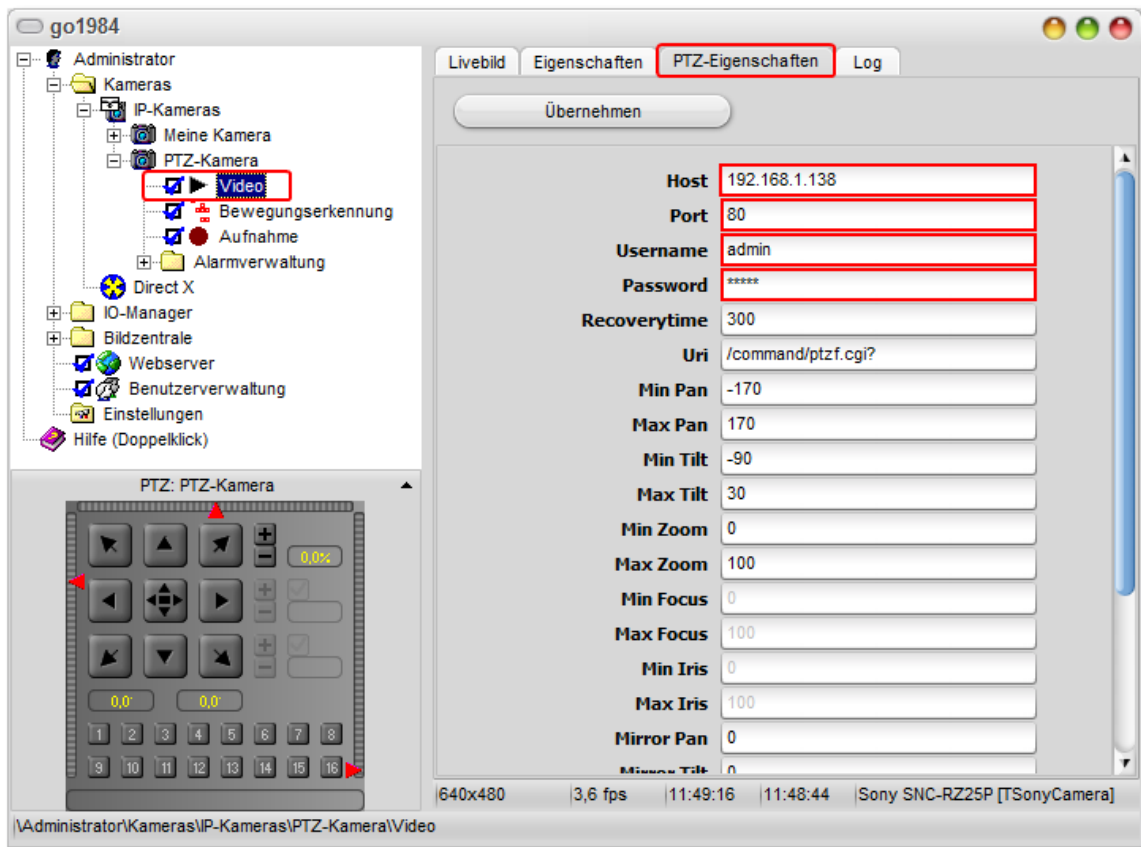 go1984
Administrator
Kameras
IP-Kameras
Meine Kamera
PTZ-Kamera
Video
Bewegungserkennung
Aufnahme
Alarmverwaltung
Direct X
IO-Manager
Bildzentrale
Webserver
Benutzerverwaltung
Einstellungen
Hilfe (Doppelklick)
PTZ: PTZ-Kamera
0,0%
0,0° 0,0°
1 2 3 4 5 6 7 8
9 10 11 12 13 14 15 16
Livebild Eigenschaften PTZ-Eigenschaften Log
Übernehmen
Host 192.168.1.138
Port 80
Username admin
Password *****
Recoverytime 300
Uri /command/ptzf.cgi?
Min Pan -170
Max Pan 170
Min Tilt -90
Max Tilt 30
Min Zoom 0
Max Zoom 100
Min Focus 0
Max Focus 100
Min Iris 0
Max Iris 100
Mirror Pan 0
Mirror Tilt 0
640x480 3,6 fps 11:49:16 11:48:44 Sony SNC-RZ25P [TSonyCamera]
\Administrator\Kameras\IP-Kameras\PTZ-Kamera\Video